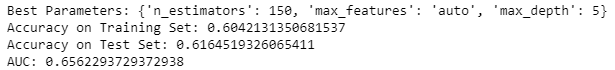 Best Parameters: {'n_estimators': 150, 'max_features': 'auto', 'max_depth': 5}
Accuracy on Training Set: 0.6042131350681537
Accuracy on Test Set: 0.6164519326065411
AUC: 0.6562293729372938